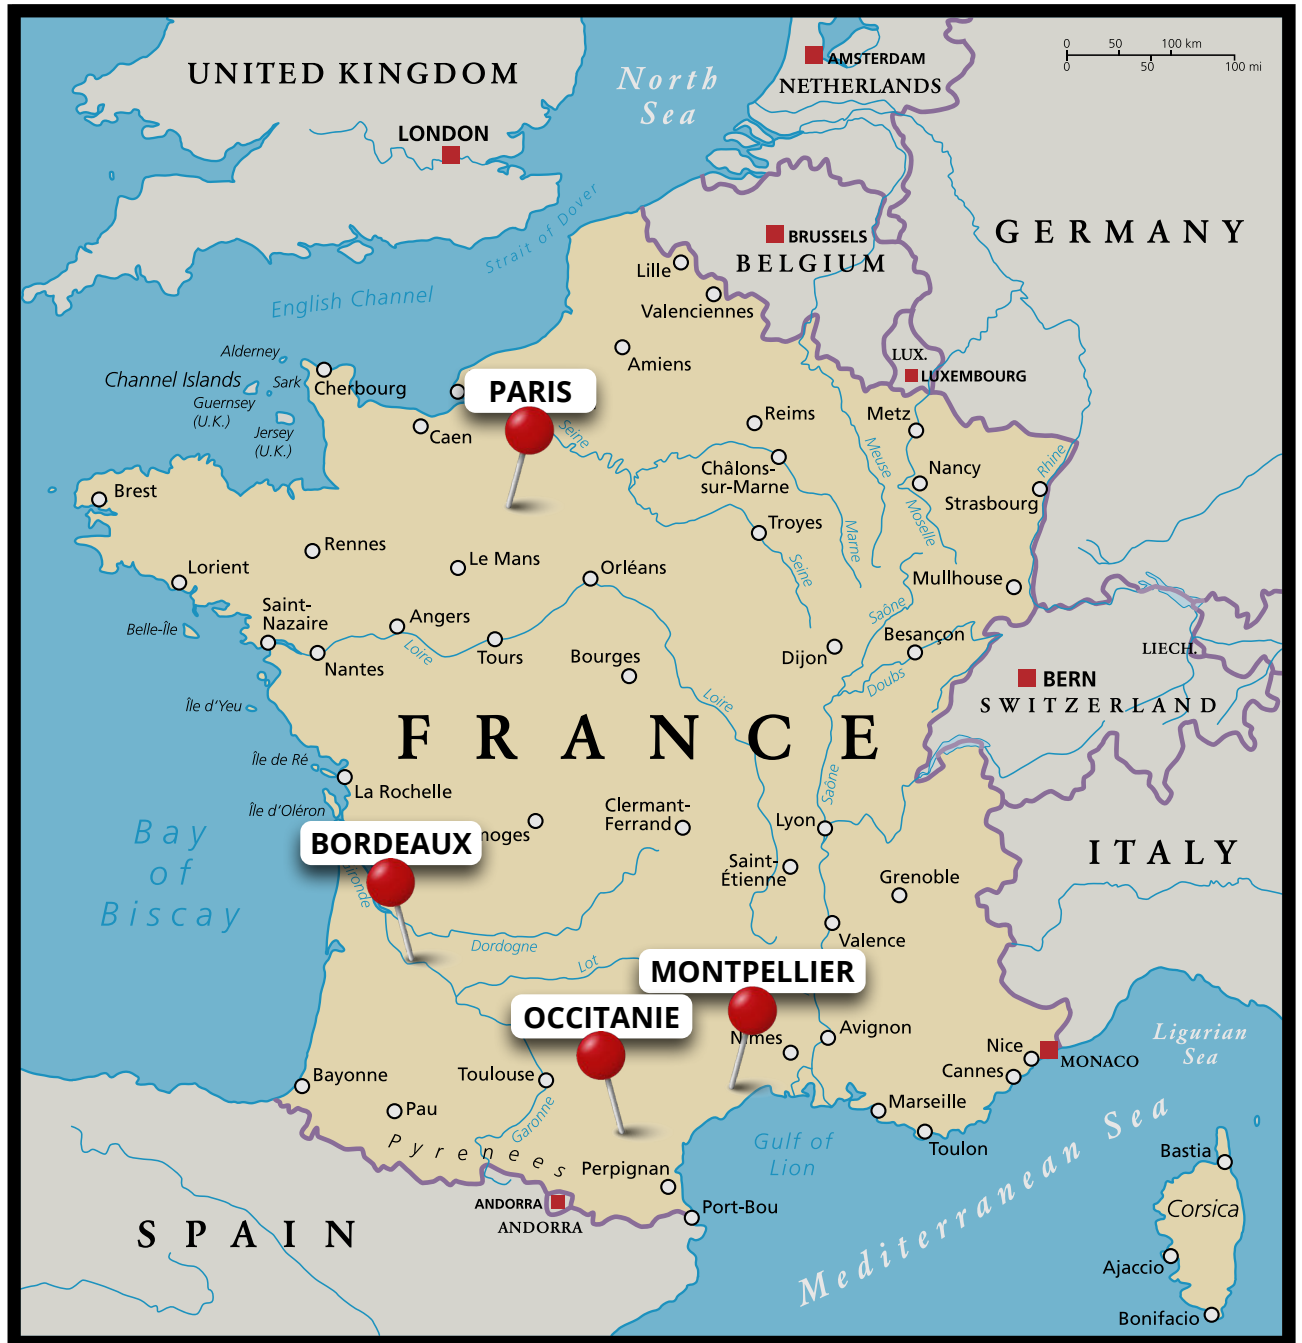 UNITED KINGDOM
North
Sea
AMSTERDAM
NETHERLANDS
0 50 100 km
0 50 100 mi
LONDON
Strait of Dover
BRUSSELS
BELGIUM
GERMANY
English Channel
Lille
Valenciennes
Amiens
LUX.
LUXEMBOURG
Alderney
Channel Islands
Sark
Guernsey
(U.K.)
Jersey
(U.K.)
Cherbourg
PARIS
Caen
Seine
Reims
Metz
Meuse
Châlons-
sur-Marne
Nancy
Strasbourg
Rhine
Brest
Troyes
Marne
Moselle
Rennes
Le Mans
Orléans
Seine
Lorient
Mullhouse
Saint-
Nazaire
Angers
Saône
Belle-Île
Loire
Tours
Nantes
Bourges
Dijon
Besançon
Doubs
LIECH.
BERN
SWITZERLAND
Île d'Yeu
Loire
FRANCE
Île de Ré
La Rochelle
Île d'Oléron
Saône
Clermant-
Ferrand
Lyon
BORDEAUX
moges
Bay
of
Biscay
Gironde
Saint-
Étienne
Grenoble
ITALY
Dordogne
Valence
Lot
MONTPELLIER
OCCITANIE
Nîmes
Avignon
Nice
MONACO
Cannes
Ligurian
Sea
Bayonne
Toulouse
Pau
Garonne
Marseille
Toulon
Pyrenees
Gulf of
Lion
Mediterranean Sea
Perpignan
Bastia
ANDORRA
ANDORRA
Port-Bou
Corsica
SPAIN
Ajaccio
Bonifacio